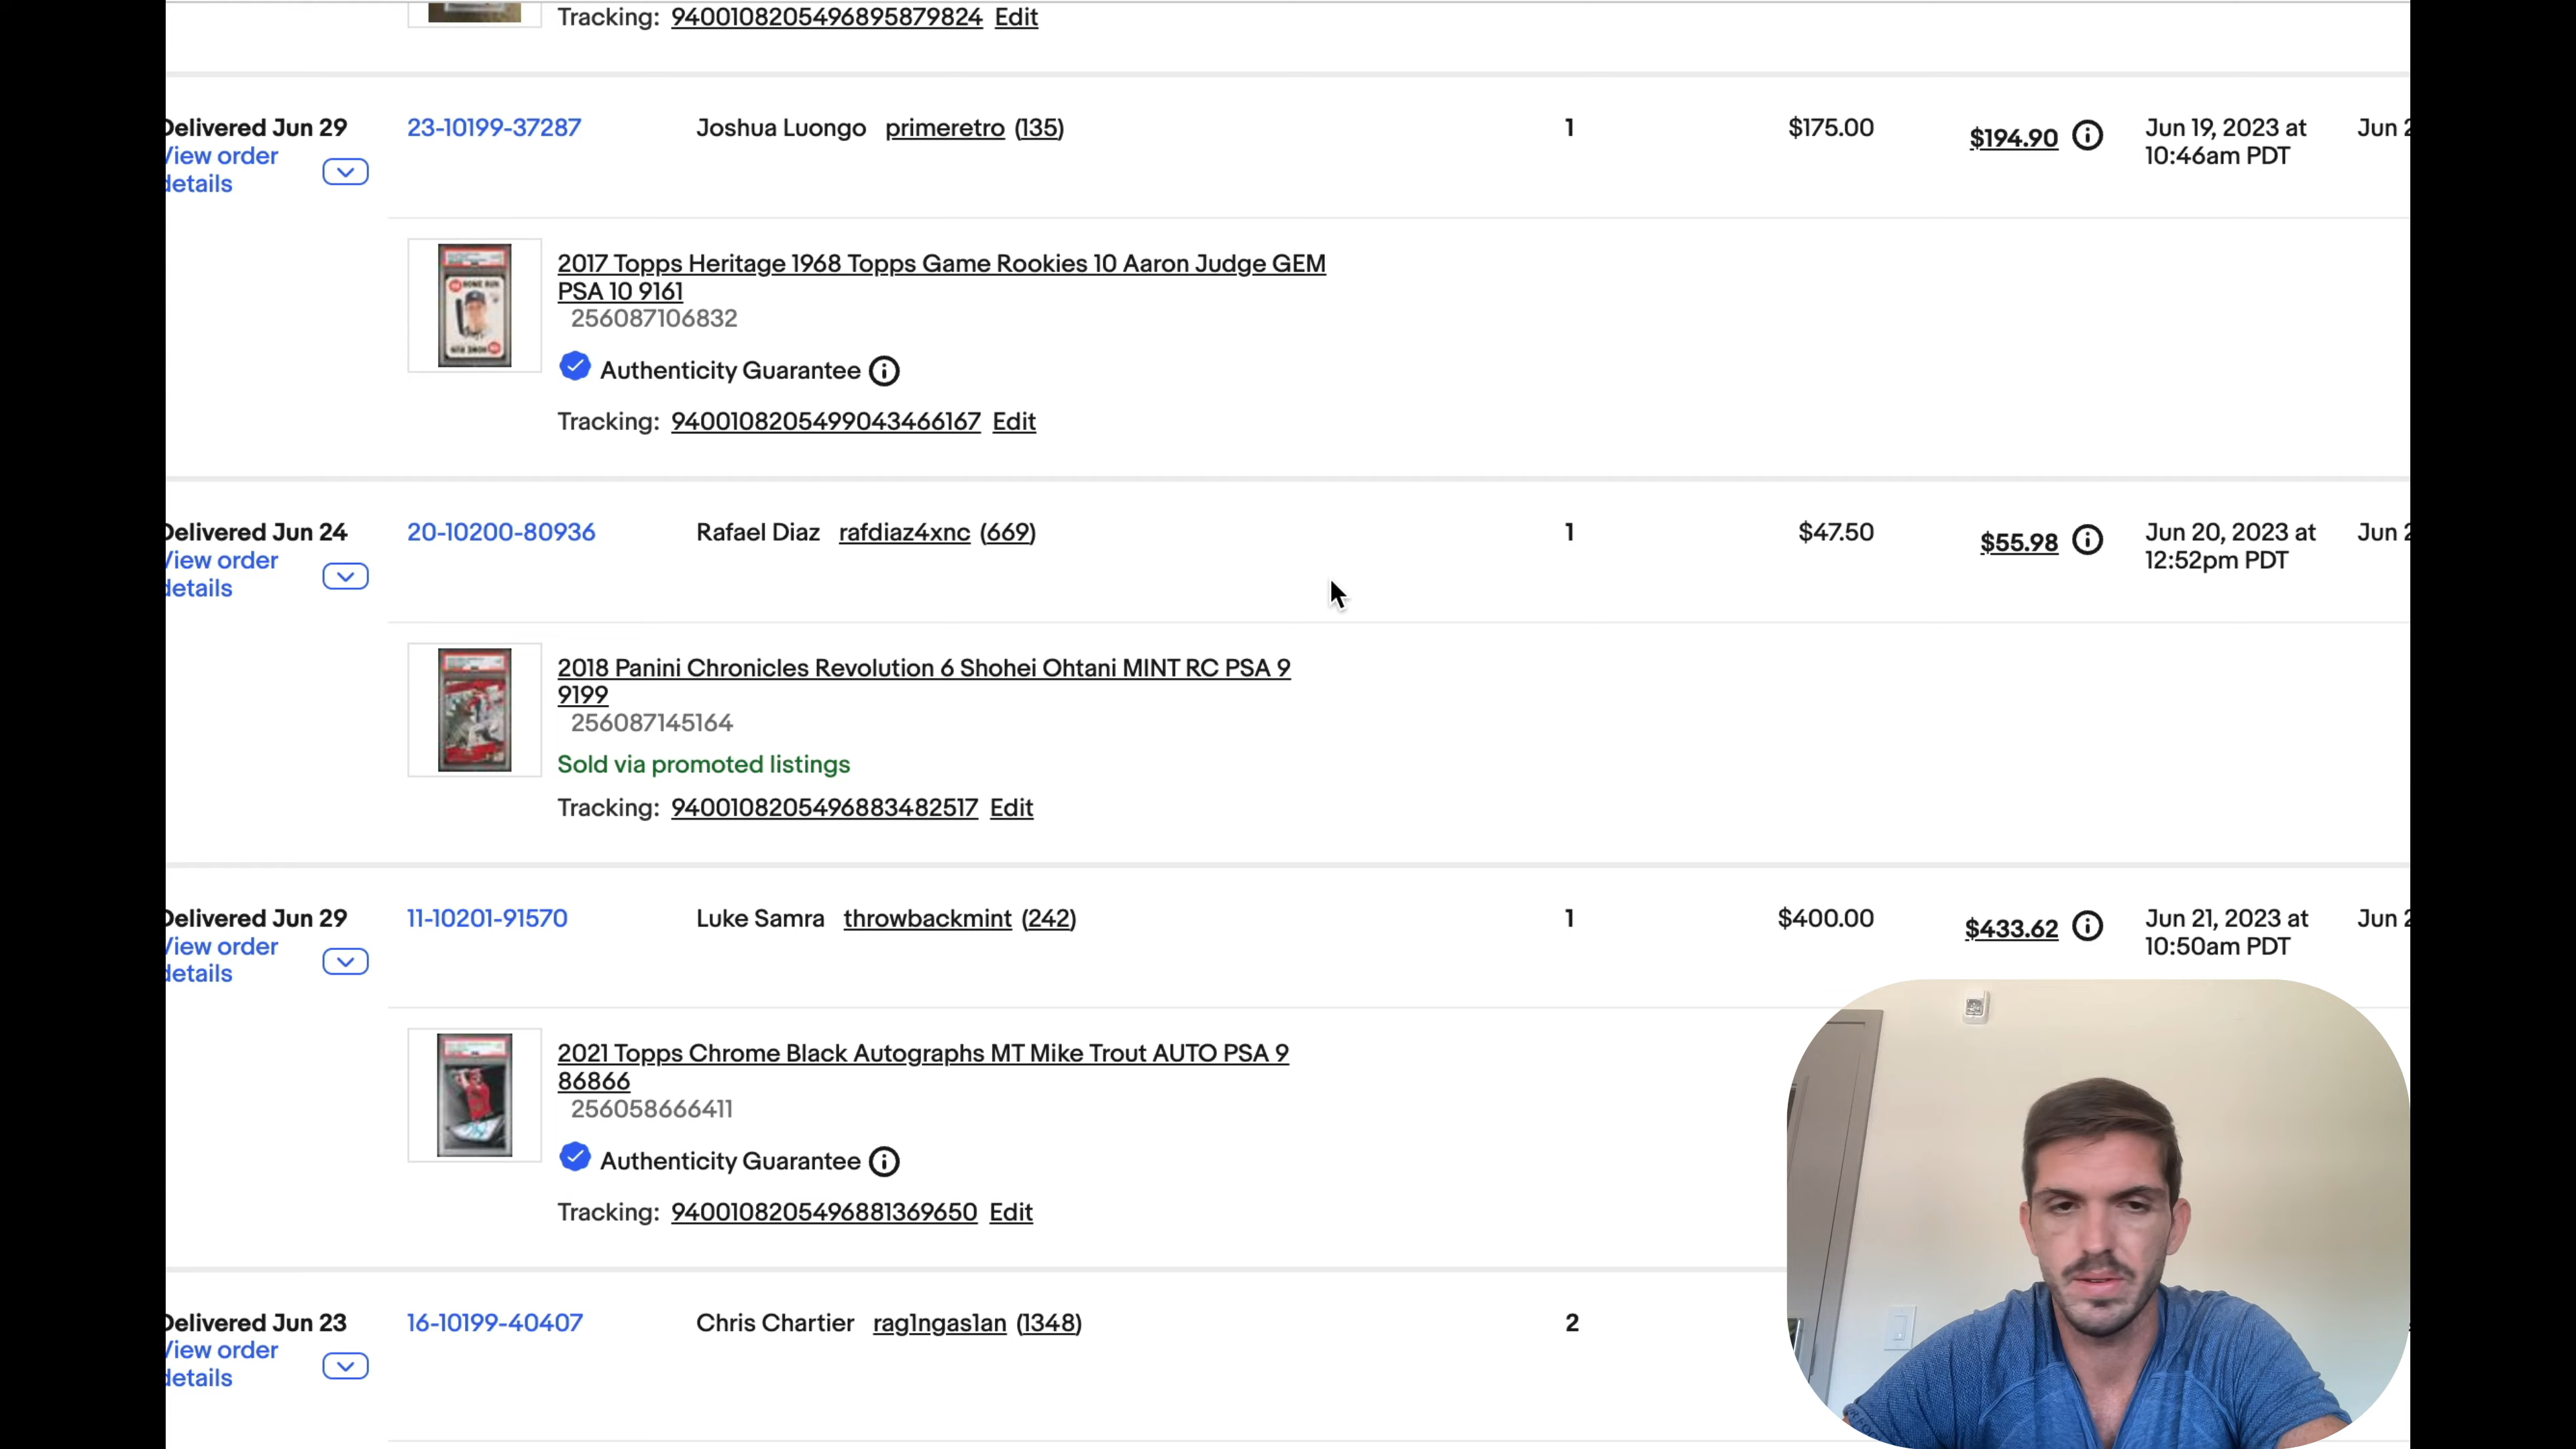 Tracking: 9400108205496895879824 Edit
Delivered Jun 29 23-10199-37287 Joshua Luongo primeretro (135) 1 $175.00 $194.90 Jun 19, 2023 at Jun 2
View order
details
10:46am PDT
2017 Topps Heritage 1968 Topps Game Rookies 10 Aaron Judge GEM
PSA 10 9161
256087106832
Authenticity Guarantee
Tracking: 9400108205499043466167 Edit
Delivered Jun 24 20-10200-80936 Rafael Diaz rafdiaz4xnc (669) 1 $47.50 $55.98 Jun 20, 2023 at Jun 2
View order
details
12:52pm PDT
2018 Panini Chronicles Revolution 6 Shohei Ohtani MINT RC PSA 9
9199
256087145164
Sold via promoted listings
Tracking: 9400108205496883482517 Edit
Delivered Jun 29 11-10201-91570 Luke Samra throwbackmint (242) 1 $400.00 $433.62 Jun 21, 2023 at Jun 2
View order
details
10:50am PDT
2021 Topps Chrome Black Autographs MT Mike Trout AUTO PSA 9
86866
256058666411
Authenticity Guarantee
Tracking: 9400108205496881369650 Edit
Delivered Jun 23 16-10199-40407 Chris Chartier rag1ngas1an (1348) 2
View order
details